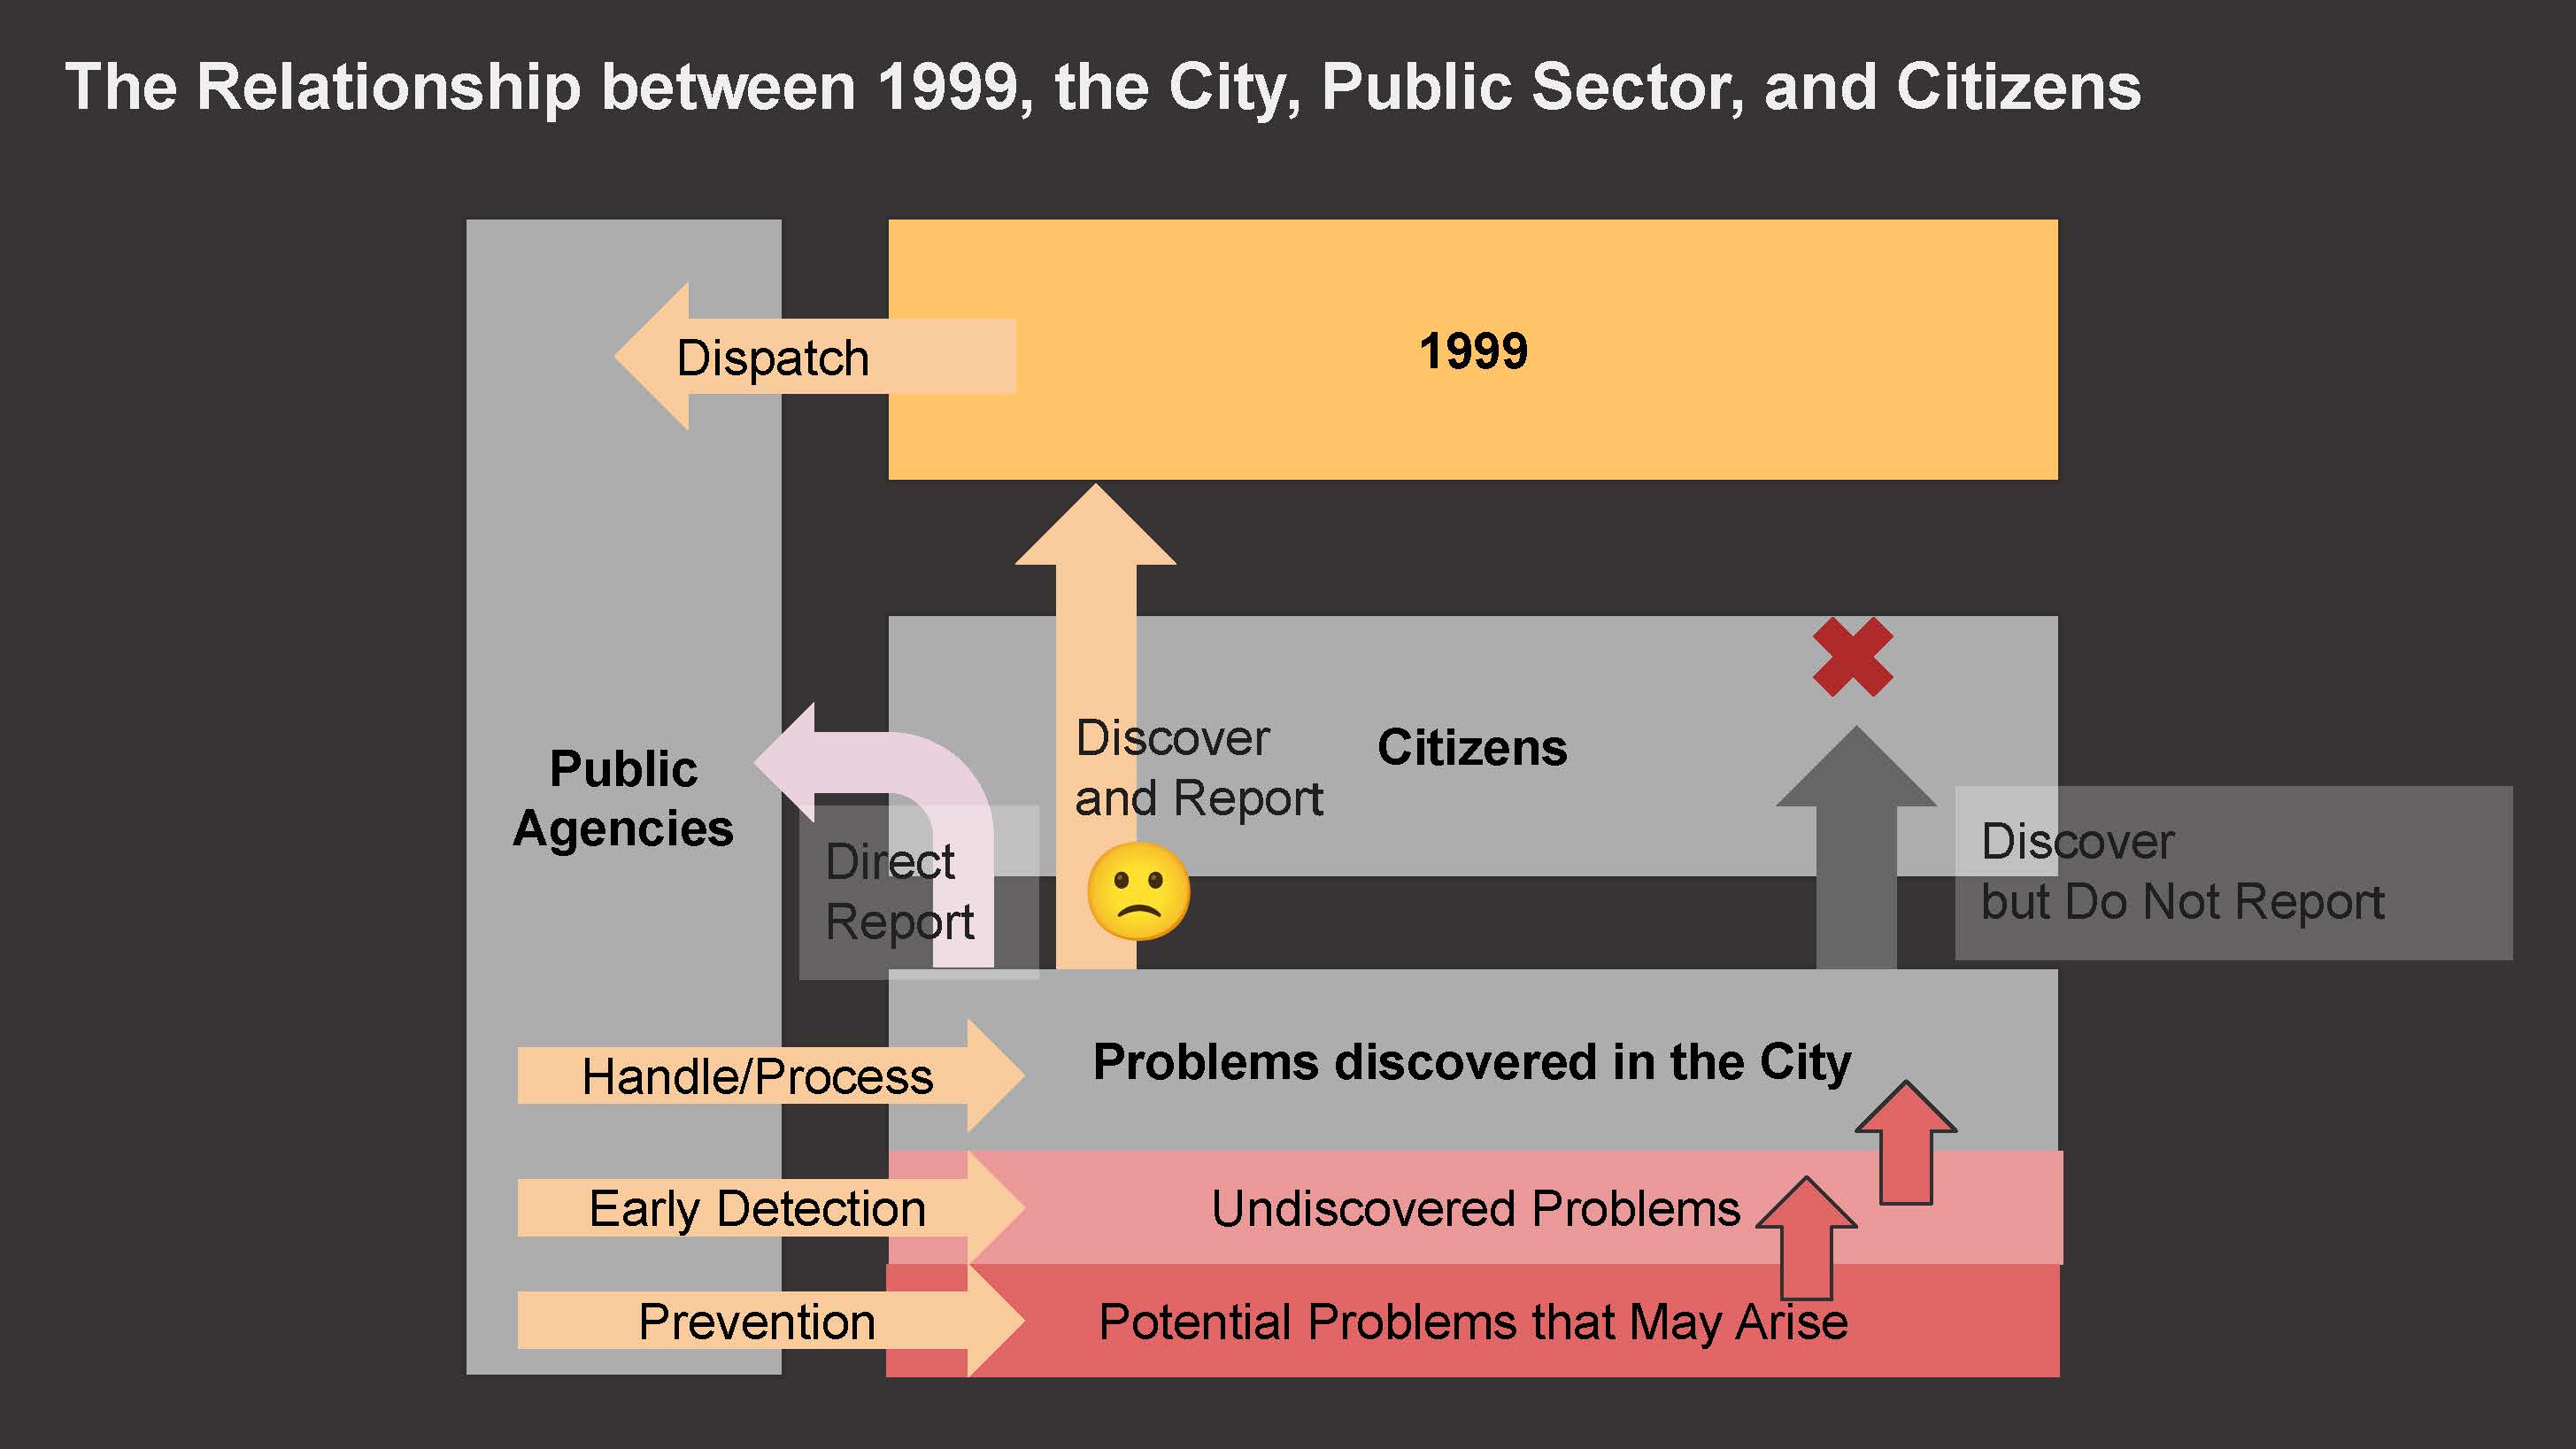 The Relationship between 1999, the City, Public Sector, and Citizens
Dispatch
1999
Discover
and Report
Citizens
Public
Agencies
Direct
Report
Discover
but Do Not Report
Handle/Process
Problems discovered in the City
Early Detection
Undiscovered Problems
Prevention
Potential Problems that May Arise